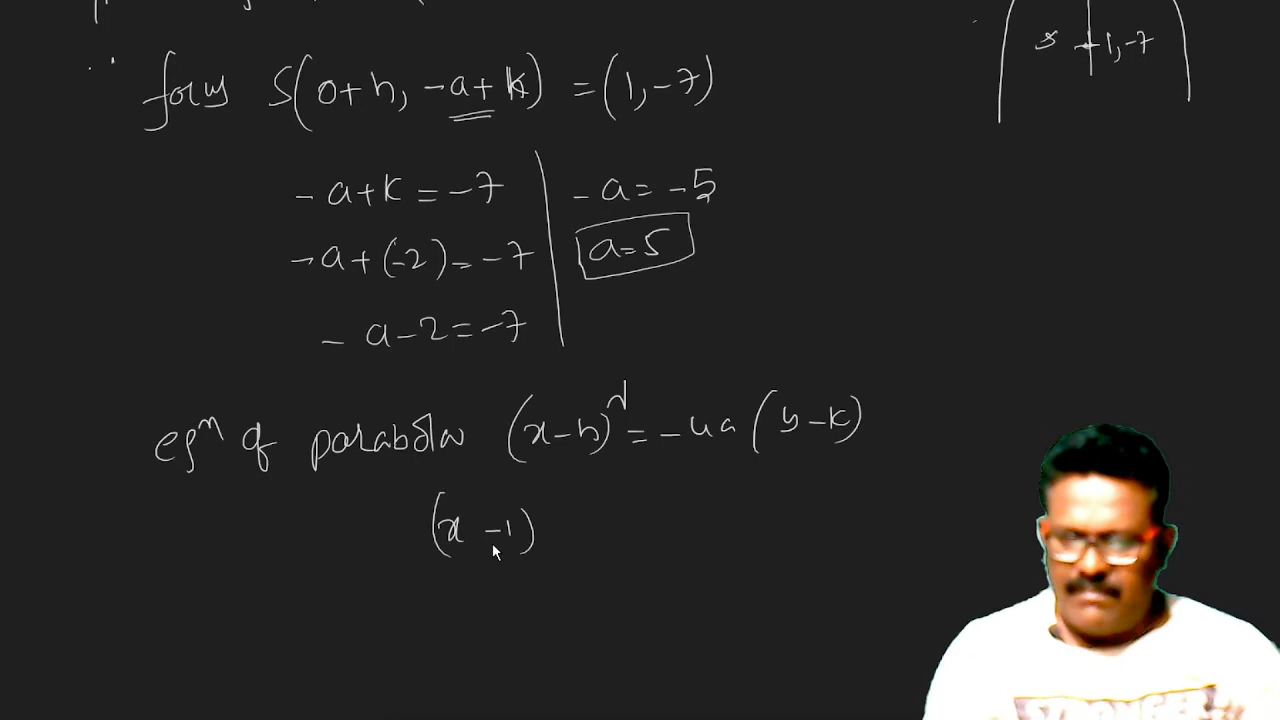 S -1, -7
∴ focus S(0+h, -a+k) = (1, -7)
-a+k = -7
-a+(-2) = -7
-a-2 = -7
-a = -5
a=5
eqn of parabola (x-h)² = -4a (y-k)
(x -1)
STRONGER